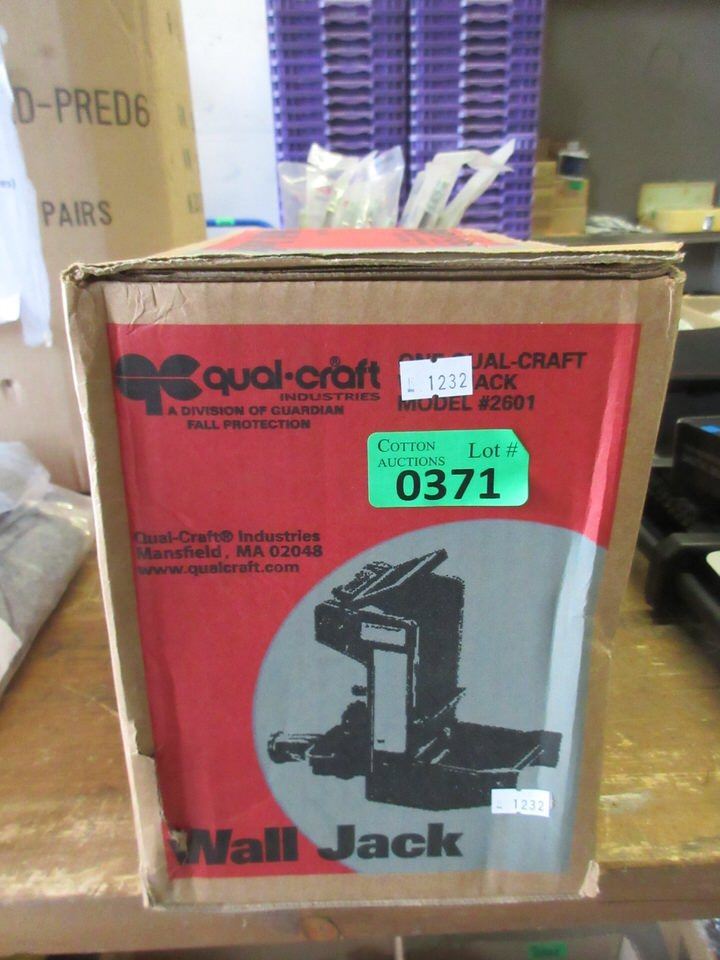 D-PRED6
PAIRS
qual·craft®
INDUSTRIES
A DIVISION OF GUARDIAN
FALL PROTECTION
ONE QUAL-CRAFT
JACK
MODEL #2601
1232
COTTON
AUCTIONS
Lot #
0371
Qual-Craft® Industries
Mansfield, MA 02048
www.qualcraft.com
1232
Wall Jack